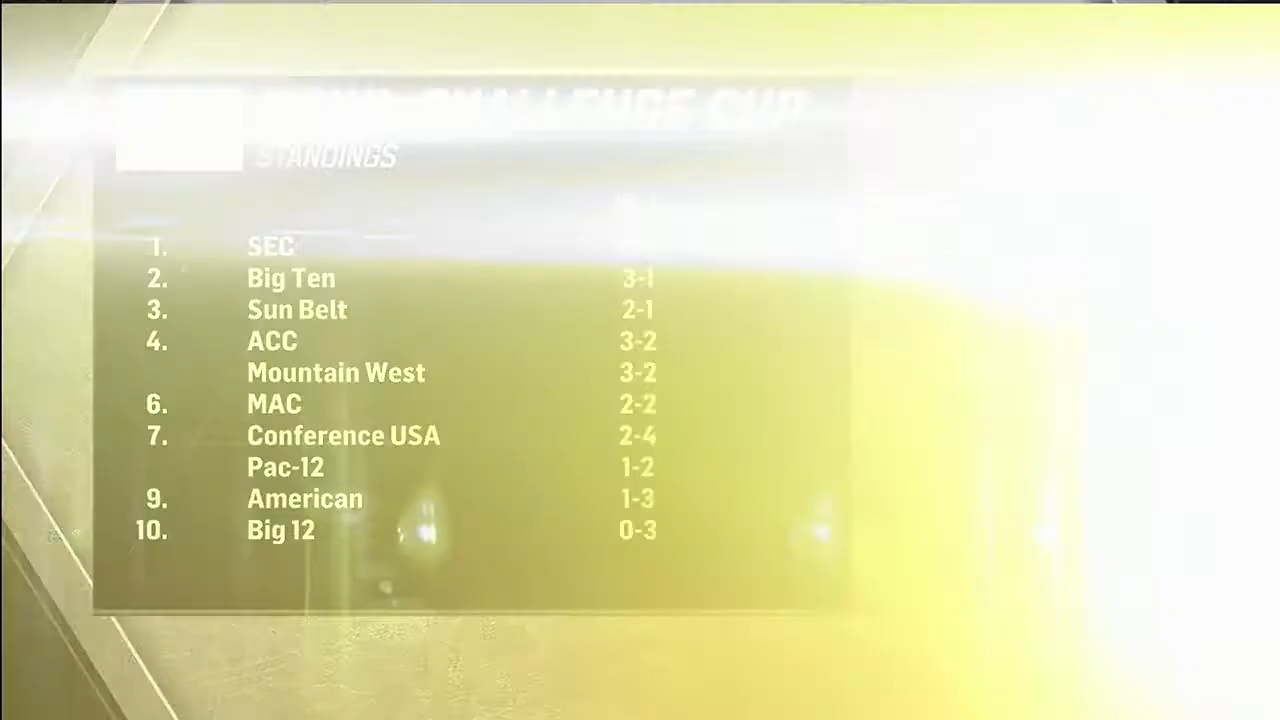 CHALLENGE CUP
STANDINGS
1. SEC
2. Big Ten 3-1
3. Sun Belt 2-1
4. ACC 3-2
Mountain West 3-2
6. MAC 2-2
7. Conference USA 2-4
Pac-12 1-2
9. American 1-3
10. Big 12 0-3